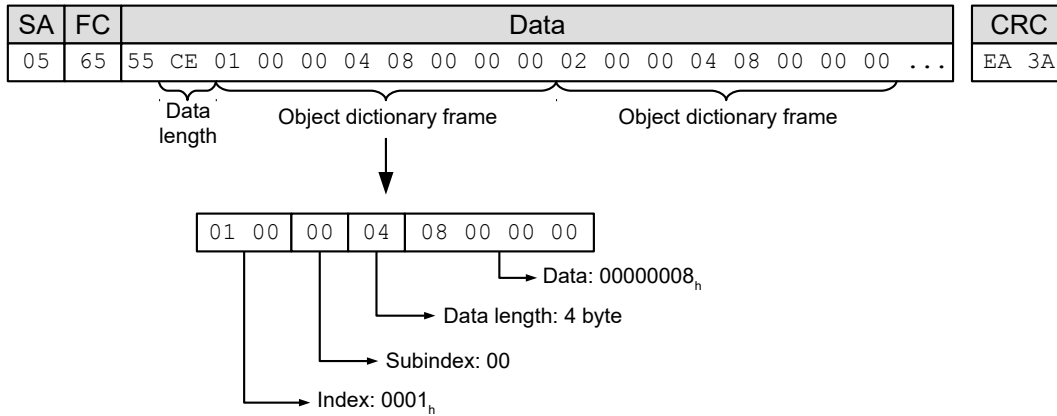 SA FC Data CRC
05 65 55 CE 01 00 00 04 08 00 00 00 02 00 00 04 08 00 00 00 ... EA 3A
Data length
Object dictionary frame
Object dictionary frame
01 00 00 04 08 00 00 00
Data: 00000008h
Data length: 4 byte
Subindex: 00
Index: 0001h